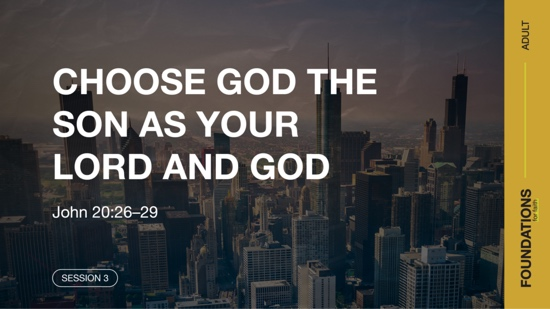 CHOOSE GOD THE
SON AS YOUR
LORD AND GOD
John 20:26–29
SESSION 3
ADULT
FOUNDATIONS
for faith